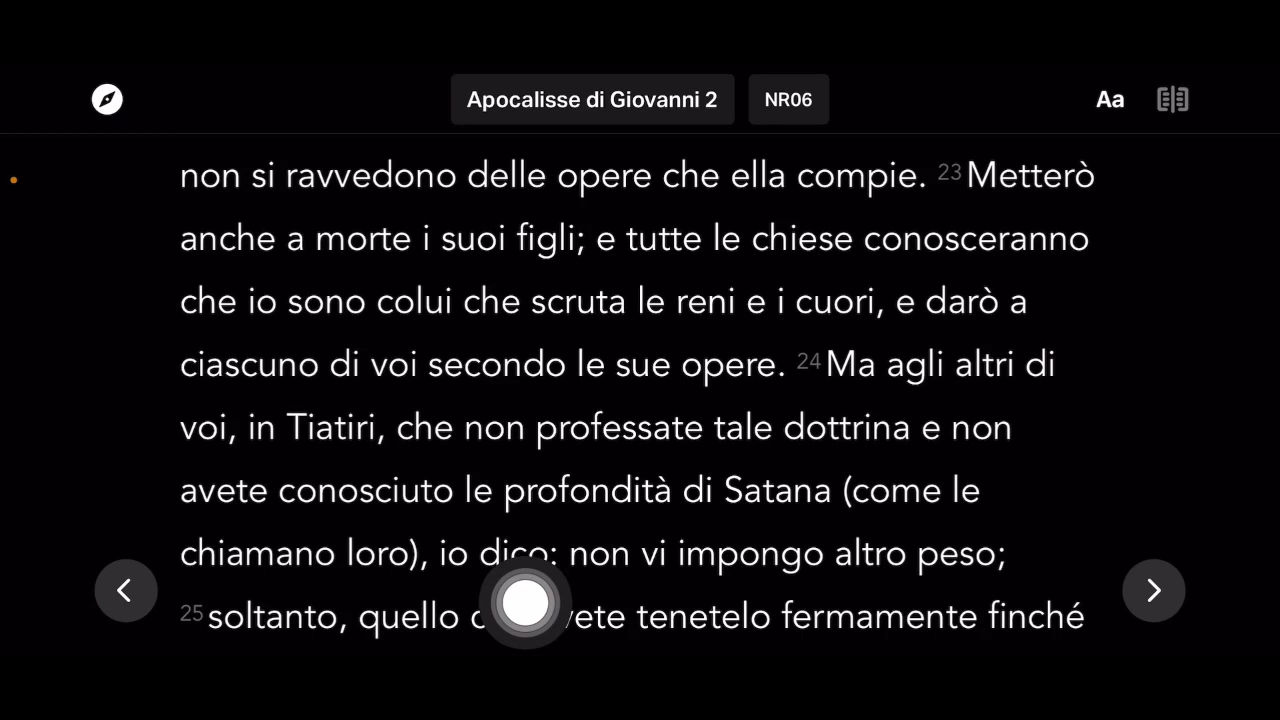 Apocalisse di Giovanni 2 NR06 Aa
non si ravvedono delle opere che ella compie. 23 Metterò
anche a morte i suoi figli; e tutte le chiese conosceranno
che io sono colui che scruta le reni e i cuori, e darò a
ciascuno di voi secondo le sue opere. 24 Ma agli altri di
voi, in Tiatiri, che non professate tale dottrina e non
avete conosciuto le profondità di Satana (come le
chiamano loro), io dico: non vi impongo altro peso;
25 soltanto, quello tenetelo fermamente finché